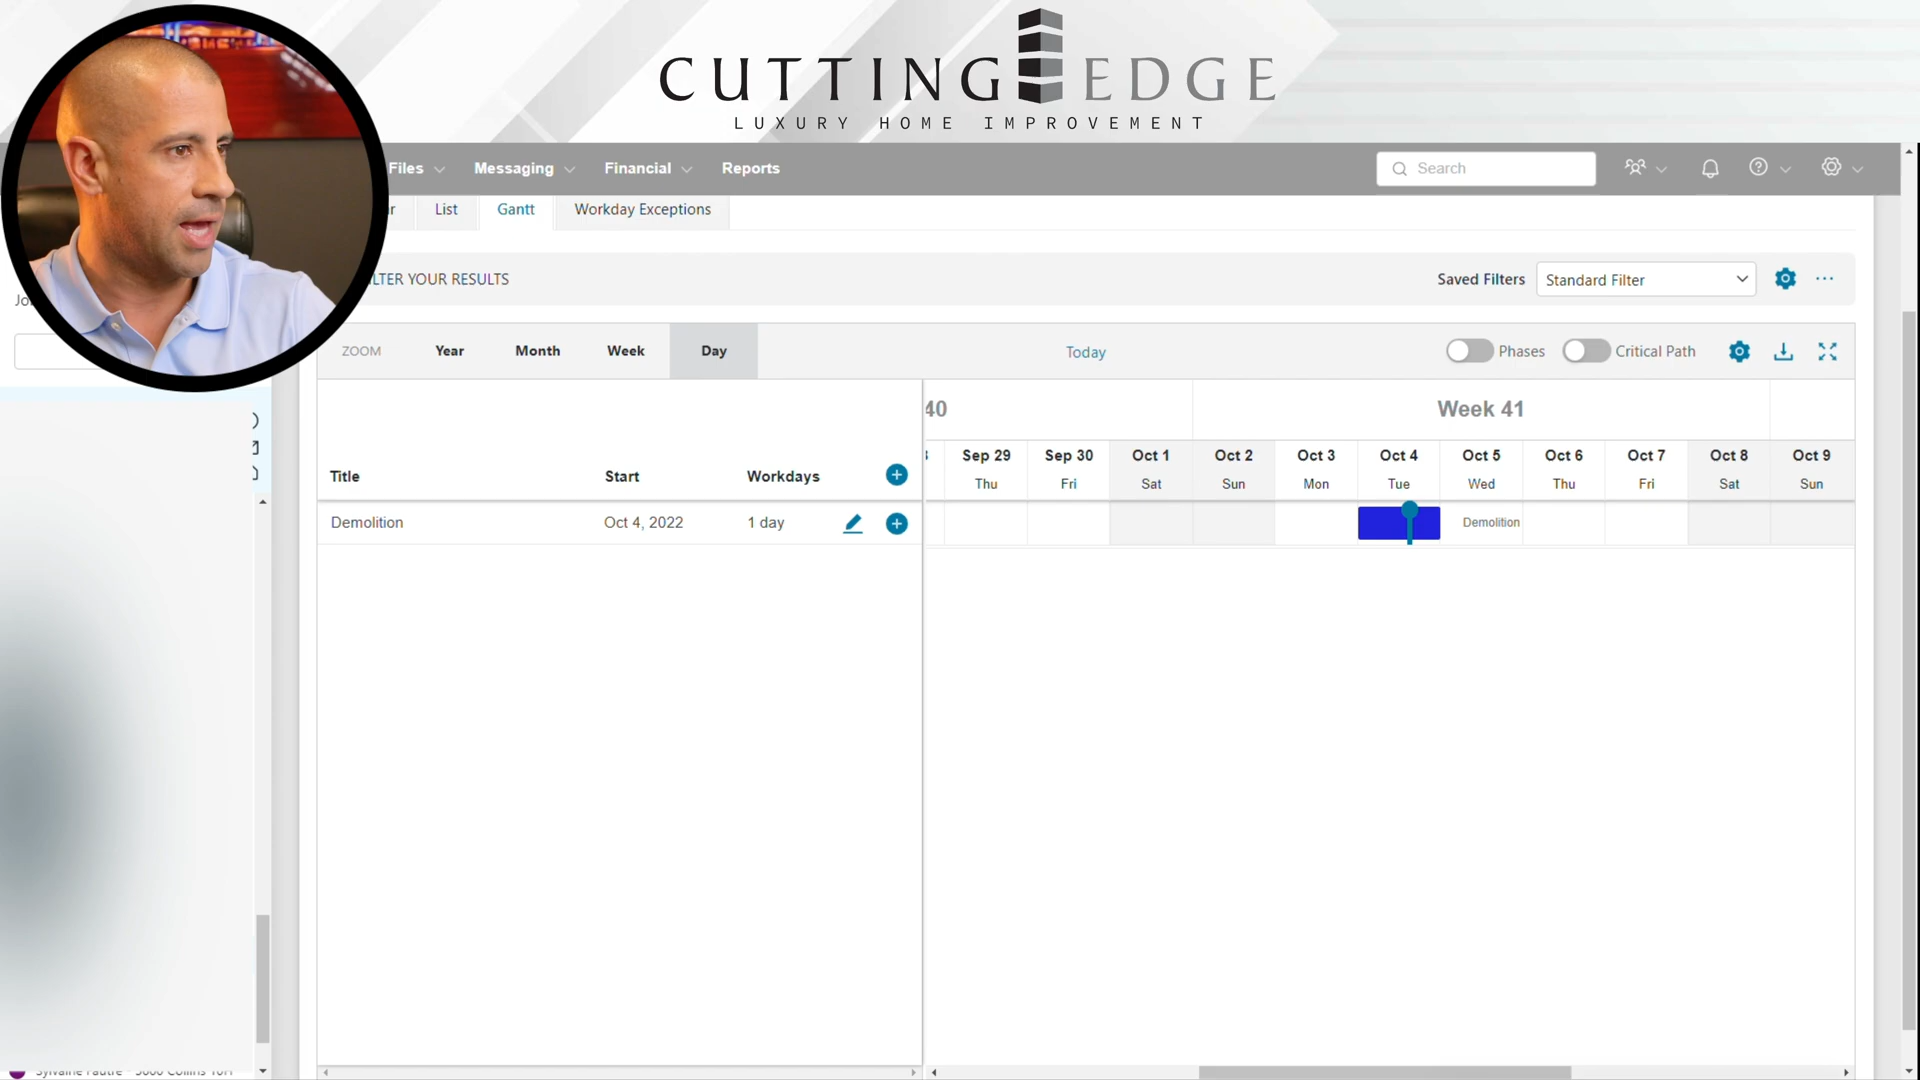 CUTTING EDGE
LUXURY HOME IMPROVEMENT
Files Messaging Financial Reports Search
List Gantt Workday Exceptions
LTER YOUR RESULTS Saved Filters Standard Filter
ZOOM Year Month Week Day Today Phases Critical Path
40 Week 41
Sep 29 Sep 30 Oct 1 Oct 2 Oct 3 Oct 4 Oct 5 Oct 6 Oct 7 Oct 8 Oct 9
Title Start Workdays Thu Fri Sat Sun Mon Tue Wed Thu Fri Sat Sun
Demolition Oct 4, 2022 1 day Demolition